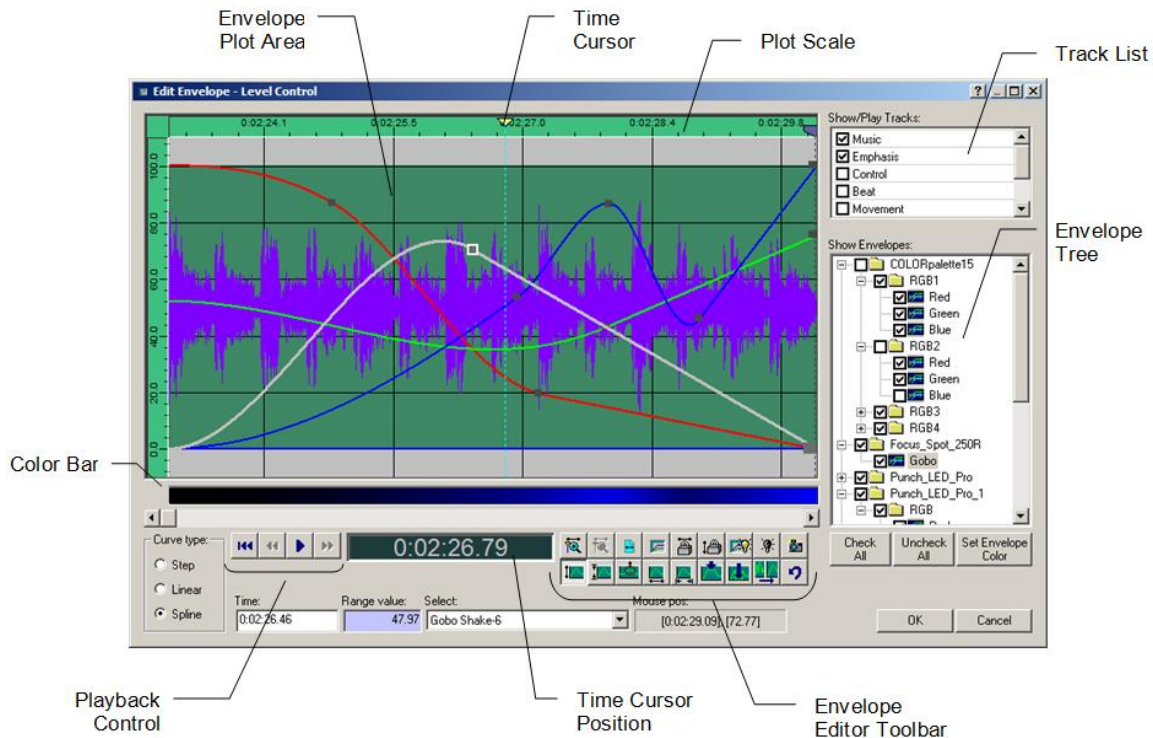 Envelope
Plot Area
Time
Cursor
Plot Scale
Track List
Edit Envelope - Level Control
0:02:24.1 0:02:25.5 0:02:27.0 0:02:28.4 0:02:29.8
Show/Play Tracks:
Music
Emphasis
Control
Beat
Movement
100.0
80.0
60.0
40.0
20.0
0.0
Envelope
Tree
Show Envelopes:
COLORpalette15
RGB1
Red
Green
Blue
RGB2
Red
Green
Blue
RGB3
RGB4
Focus_Spot_250R
Gobo
Punch_LED_Pro
Punch_LED_Pro_1
RGB
Color Bar
Curve type:
Step
Linear
Spline
0:02:26.79
Check
All
Uncheck
All
Set Envelope
Color
Time:
0:02:26.46
Range value:
47.97
Select:
Gobo Shake-6
Mouse pos:
[0:02:29.09], [72.77]
OK
Cancel
Playback
Control
Time Cursor
Position
Envelope
Editor Toolbar